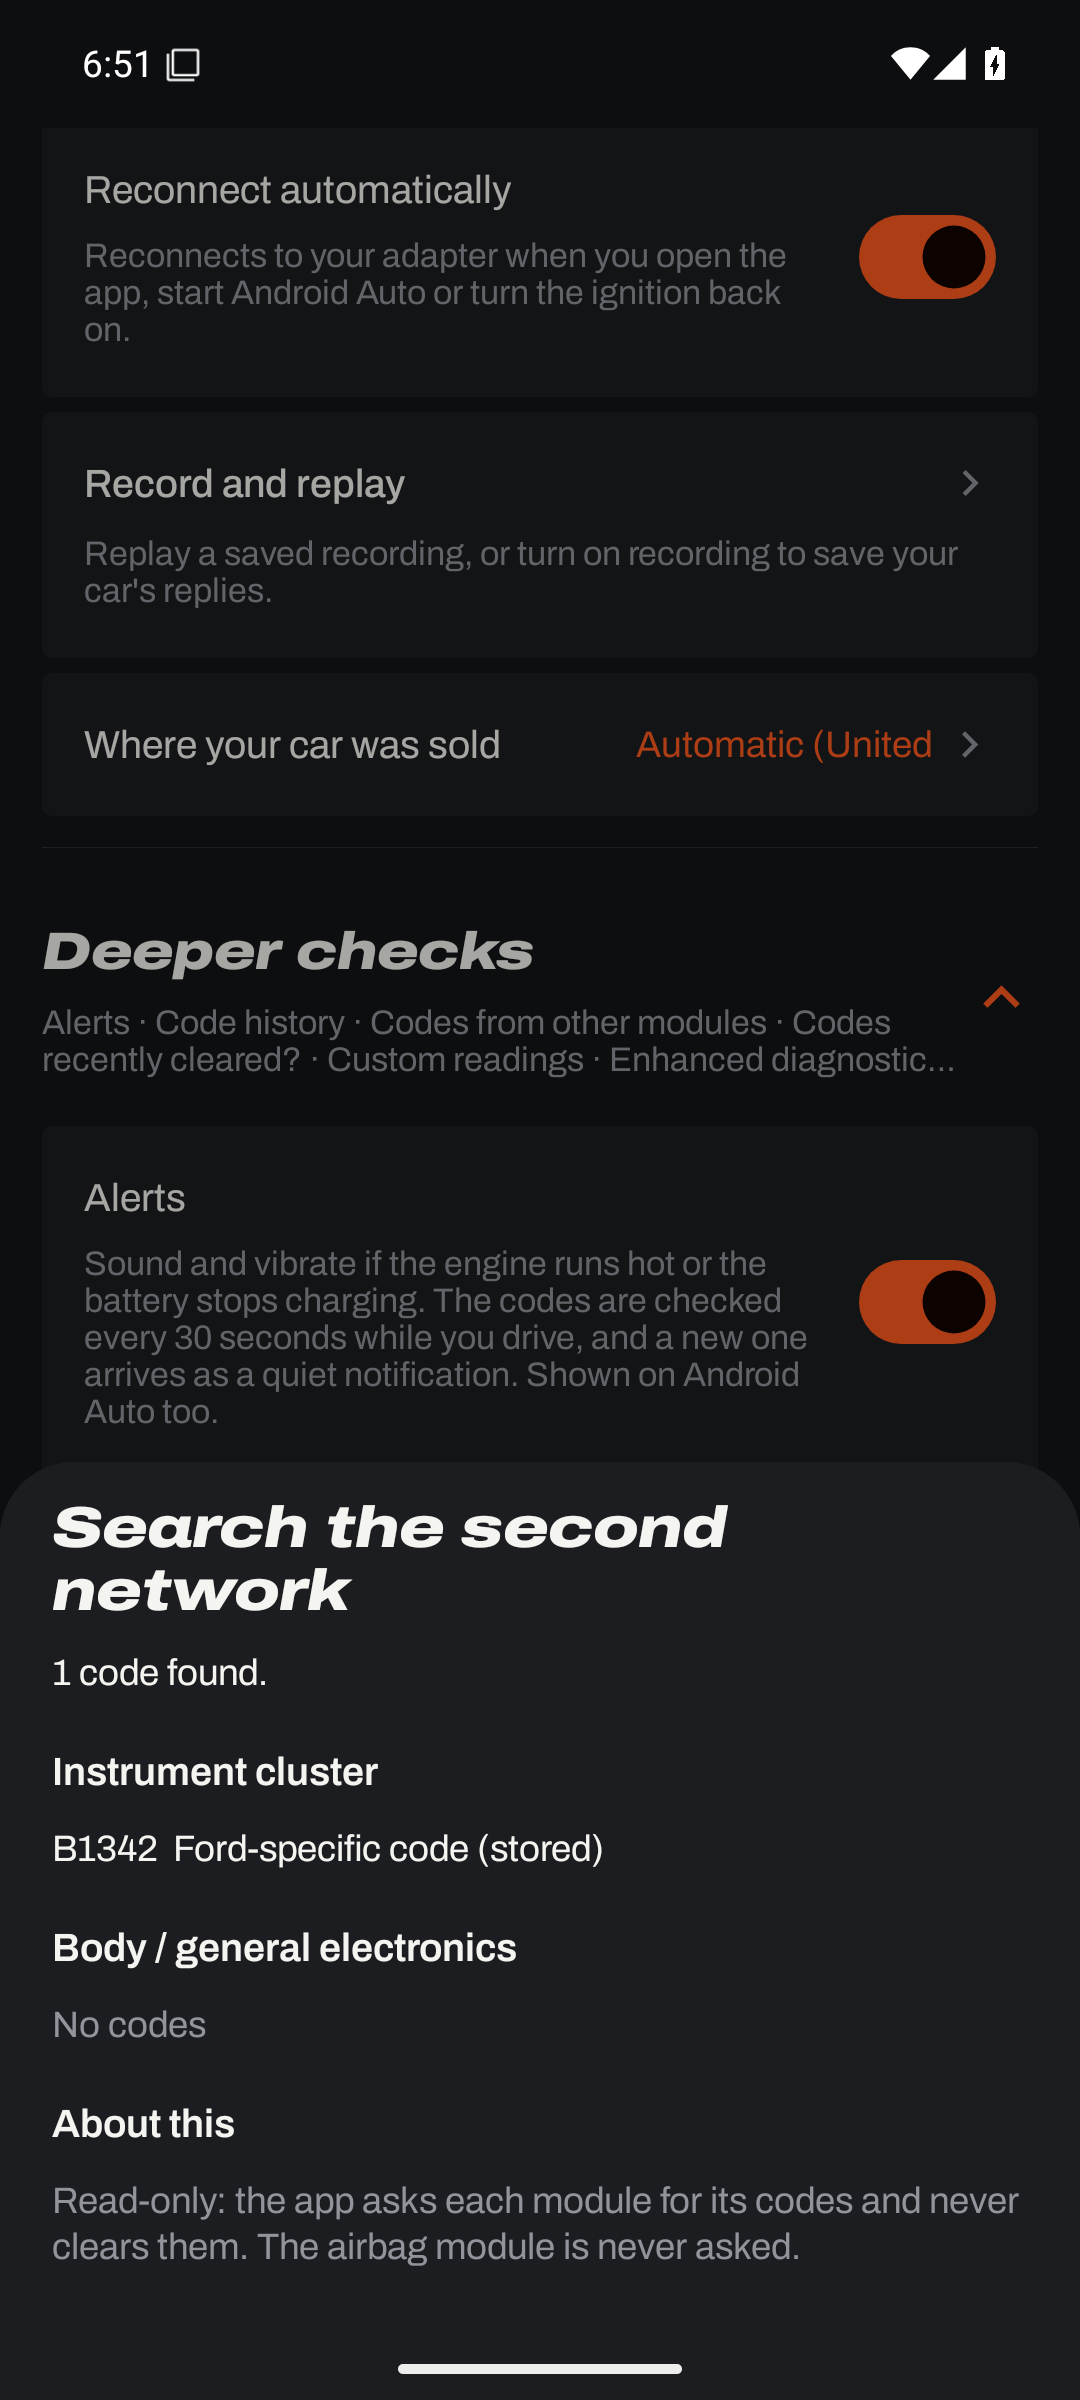 6:51
Reconnect automatically
Reconnects to your adapter when you open the
app, start Android Auto or turn the ignition back
on.
Record and replay
Replay a saved recording, or turn on recording to save your
car's replies.
Where your car was sold
Automatic (United
Deeper checks
Alerts · Code history · Codes from other modules · Codes
recently cleared? · Custom readings · Enhanced diagnostic...
Alerts
Sound and vibrate if the engine runs hot or the
battery stops charging. The codes are checked
every 30 seconds while you drive, and a new one
arrives as a quiet notification. Shown on Android
Auto too.
Search the second
network
1 code found.
Instrument cluster
B1342 Ford-specific code (stored)
Body / general electronics
No codes
About this
Read-only: the app asks each module for its codes and never
clears them. The airbag module is never asked.